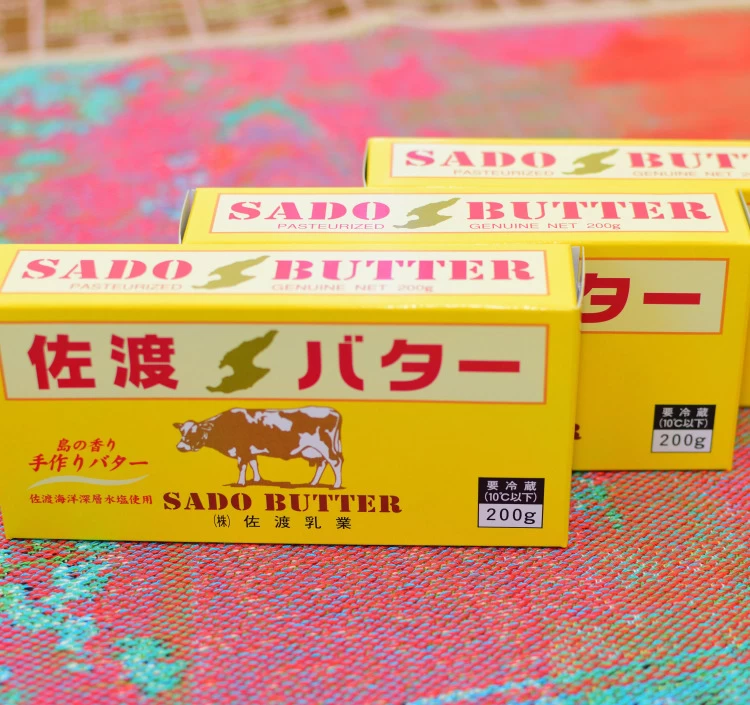 SADO BUTT
PASTEURIZED GENUINE NET 2
SADO BUTTER
PASTEURIZED GENUINE NET 200g
ター
要冷蔵
(10℃以下)
200g
SADO BUTTER
PASTEURIZED GENUINE NET 200g
佐渡 バター
島の香り
手作りバター
佐渡海洋深層水塩使用
SADO BUTTER
㈱ 佐渡乳業
要冷蔵
(10℃以下)
200g